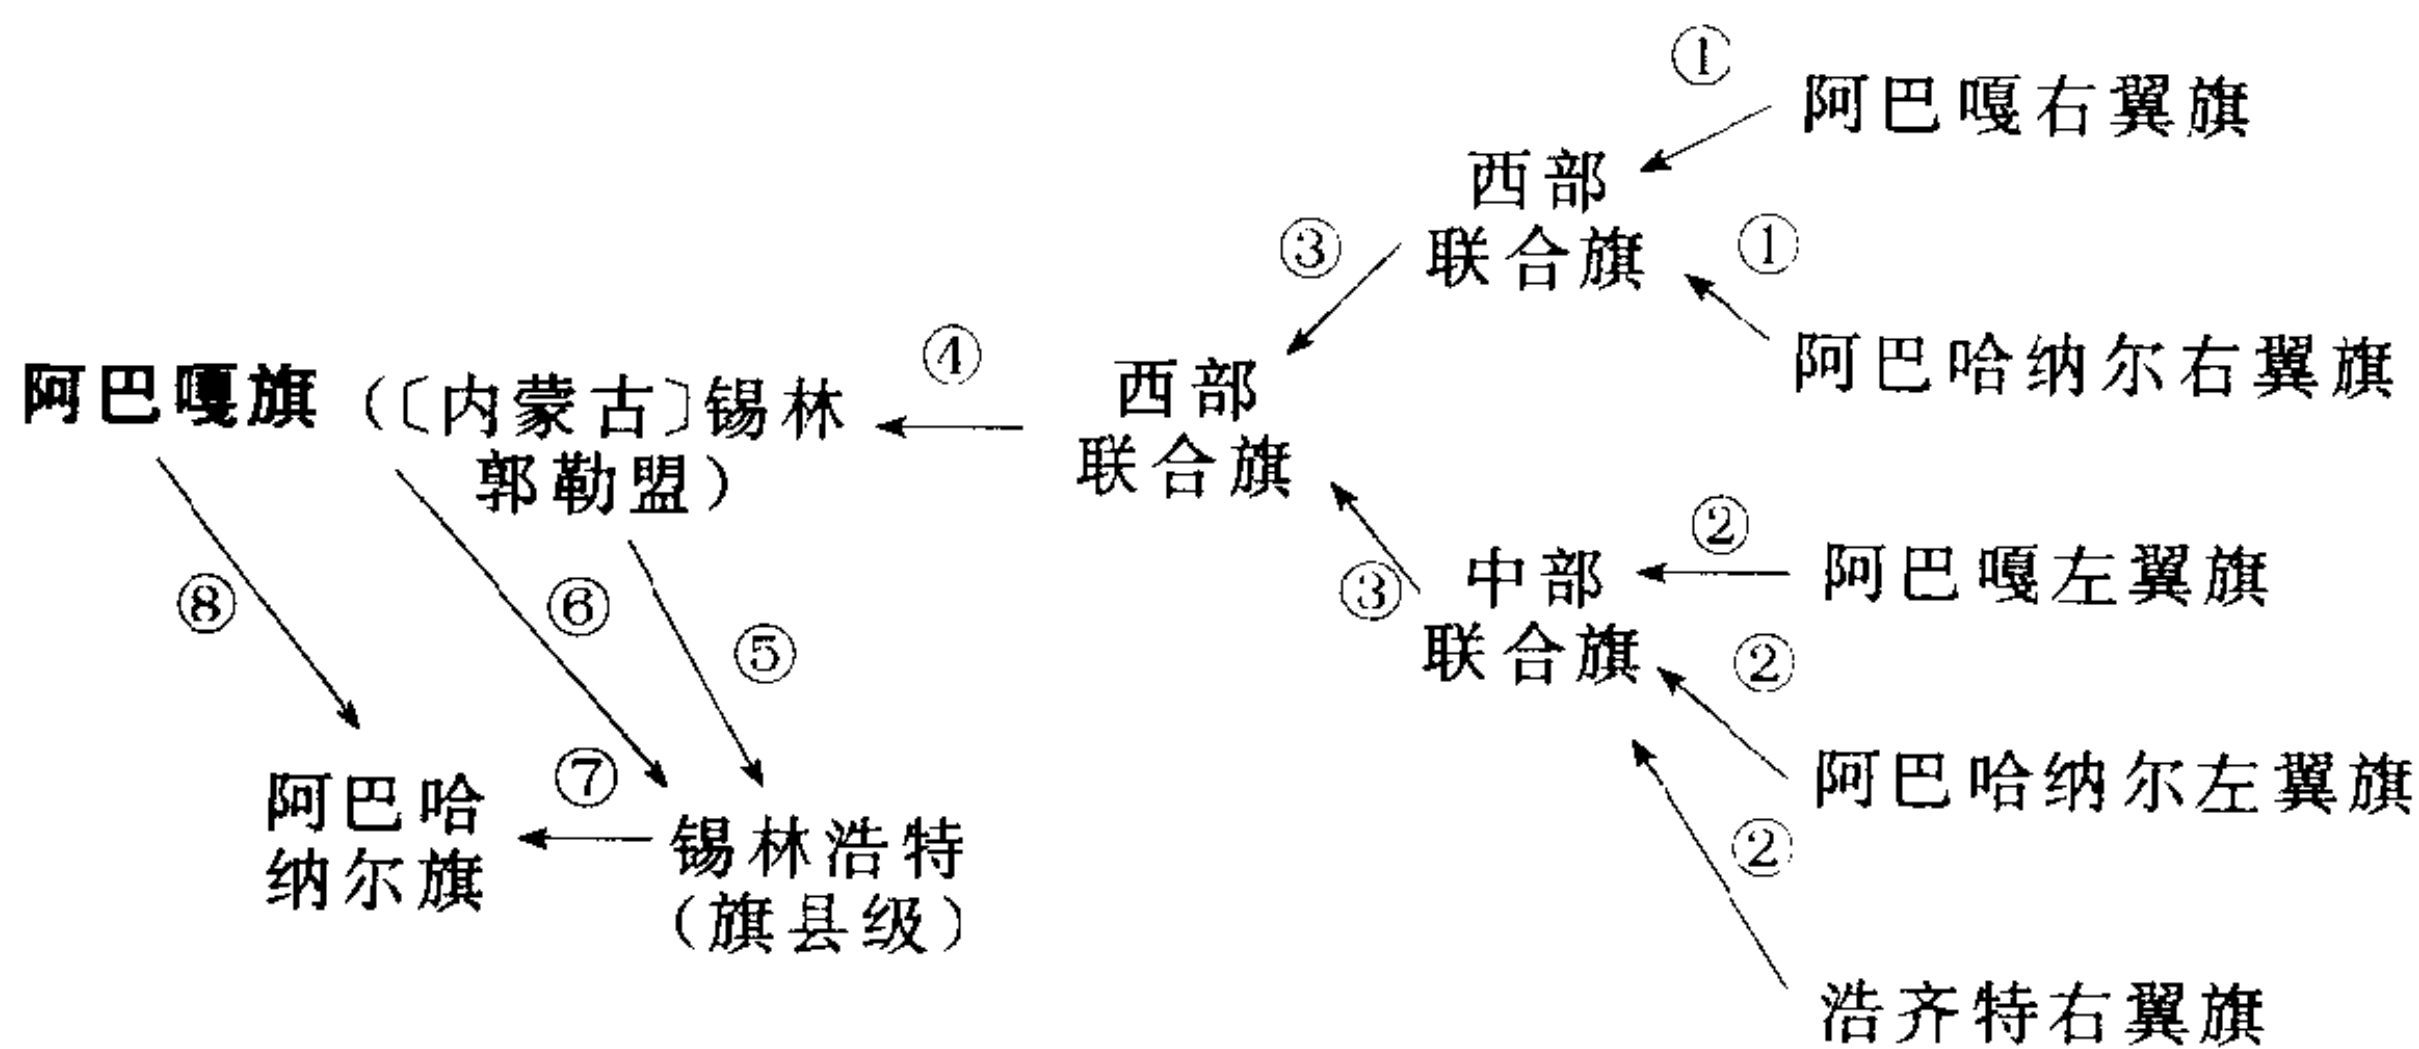 ①
阿巴嘎右翼旗
西部
联合旗
①
③
阿巴哈纳尔右翼旗
④
西部
联合旗
阿巴嘎旗(〔内蒙古〕锡林
郭勒盟)
②
中部
联合旗
阿巴嘎左翼旗
③
②
⑧
⑥
⑤
阿巴哈纳尔左翼旗
⑦
阿巴哈
纳尔旗
锡林浩特
(旗县级)
②
浩齐特右翼旗